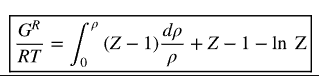 G^R/RT = ∫_0^ρ (Z − 1) dρ/ρ + Z − 1 − ln Z